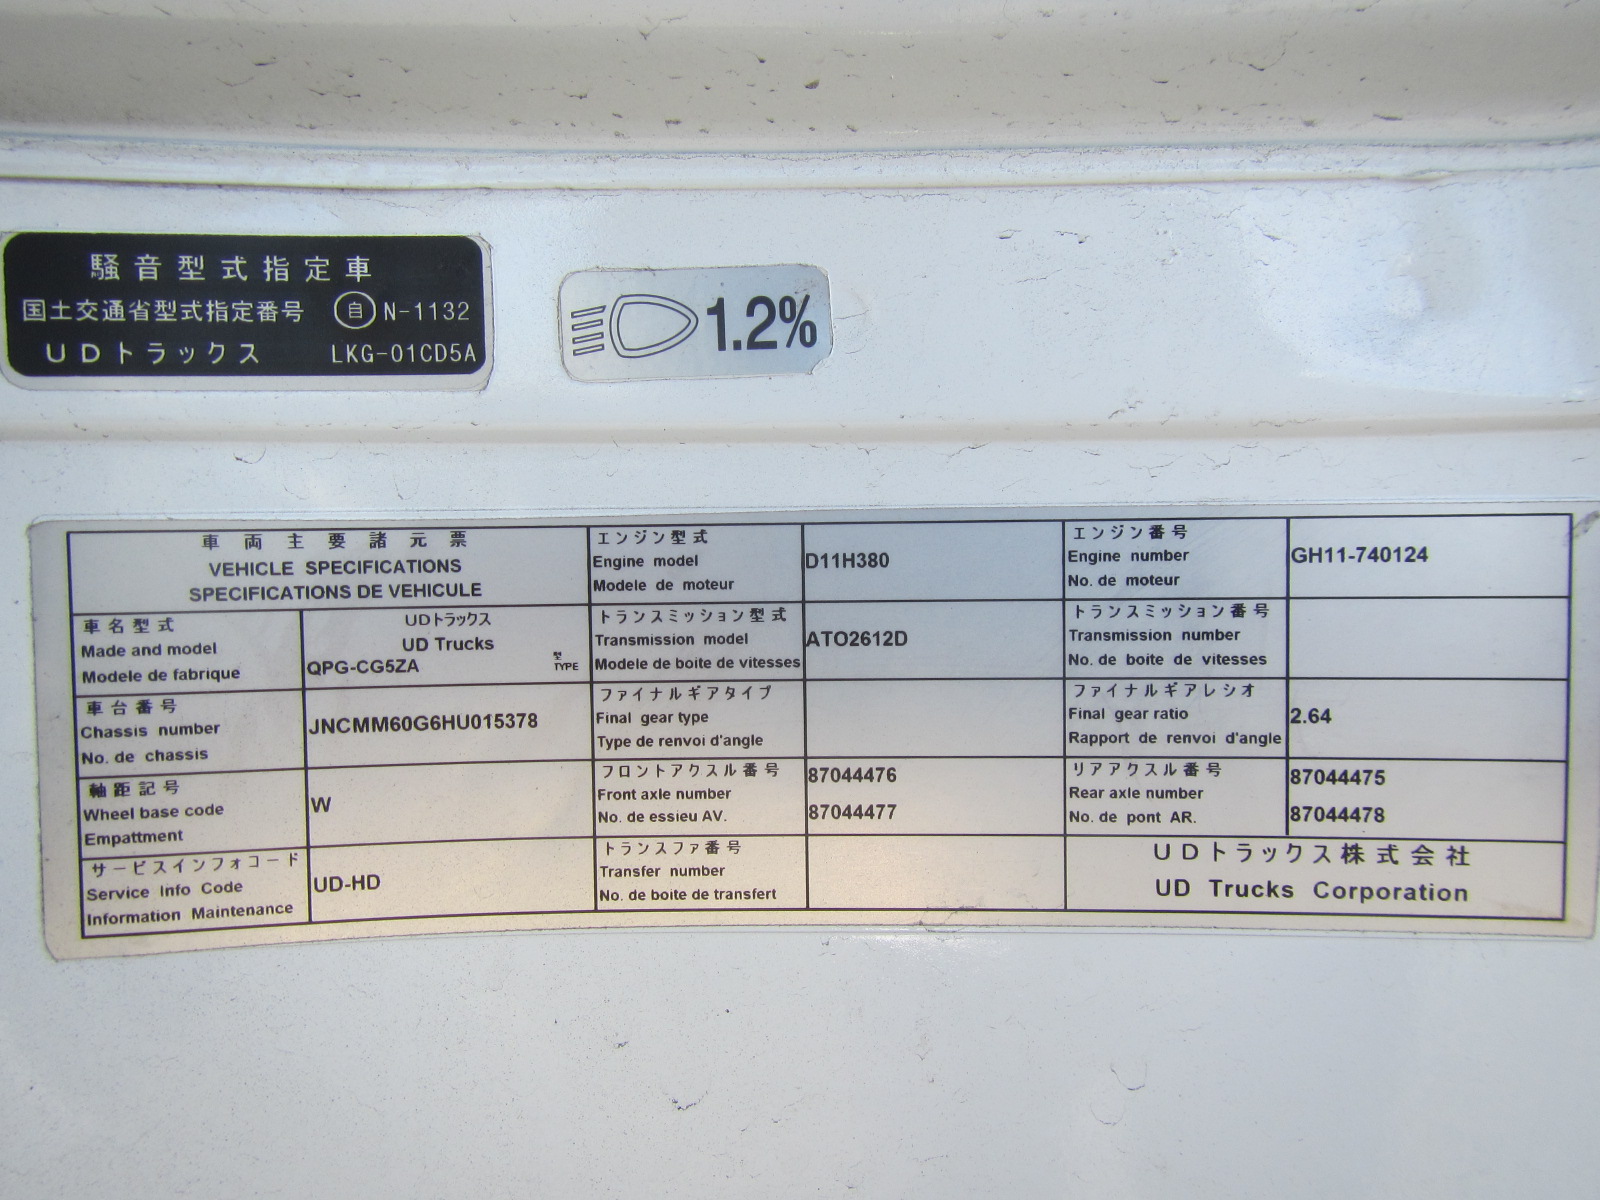 騒音型式指定車
国土交通省型式指定番号 自 N-1132
UDトラックス LKG-01CD5A
1.2%
車両主要諸元票
VEHICLE SPECIFICATIONS
SPECIFICATIONS DE VEHICULE
エンジン型式
Engine model
Modele de moteur
D11H380
エンジン番号
Engine number
No. de moteur
GH11-740124
車名型式
Made and model
Modele de fabrique
UDトラックス
UD Trucks
QPG-CG5ZA
型
TYPE
トランスミッション型式
Transmission model
Modele de boite de vitesses
ATO2612D
トランスミッション番号
Transmission number
No. de boite de vitesses
車台番号
Chassis number
No. de chassis
JNCMM60G6HU015378
ファイナルギアタイプ
Final gear type
Type de renvoi d'angle
ファイナルギアレシオ
Final gear ratio
Rapport de renvoi d'angle
2.64
軸距記号
Wheel base code
Empattment
W
フロントアクスル番号
Front axle number
No. de essieu AV.
87044476
87044477
リアアクスル番号
Rear axle number
No. de pont AR.
87044475
87044478
サービスインフォコード
Service Info Code
Information Maintenance
UD-HD
トランスファ番号
Transfer number
No. de boite de transfert
UDトラックス株式会社
UD Trucks Corporation